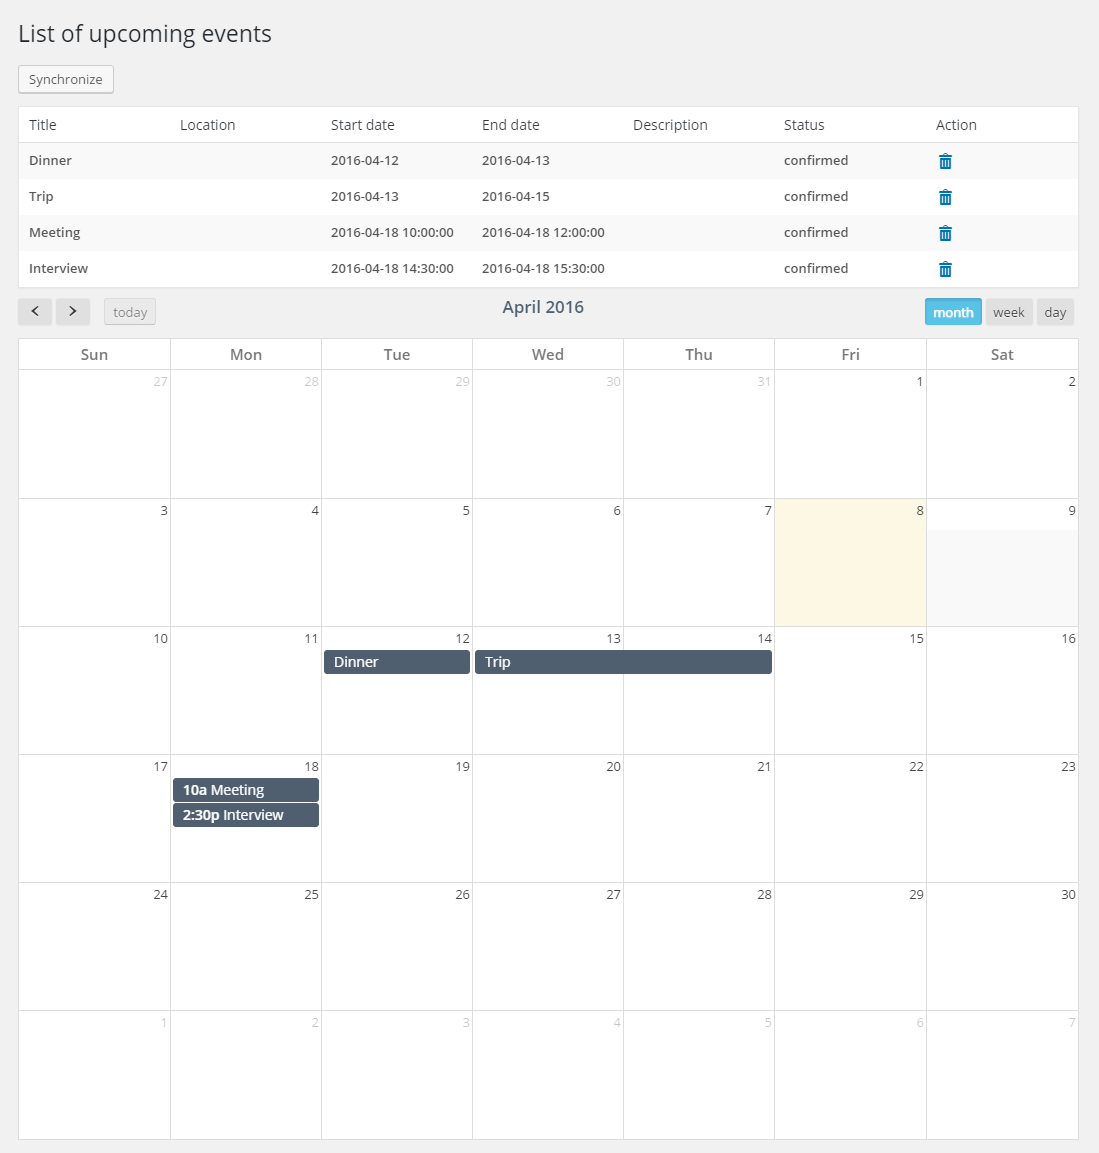 List of upcoming events
Synchronize
Title Location Start date End date Description Status Action
Dinner 2016-04-12 2016-04-13 confirmed
Trip 2016-04-13 2016-04-15 confirmed
Meeting 2016-04-18 10:00:00 2016-04-18 12:00:00 confirmed
Interview 2016-04-18 14:30:00 2016-04-18 15:30:00 confirmed
today April 2016 month week day
Sun Mon Tue Wed Thu Fri Sat
27 28 29 30 31 1 2
3 4 5 6 7 8 9
10 11 12 13 14 15 16
Dinner Trip
17 18 19 20 21 22 23
10a Meeting
2:30p Interview
24 25 26 27 28 29 30
1 2 3 4 5 6 7